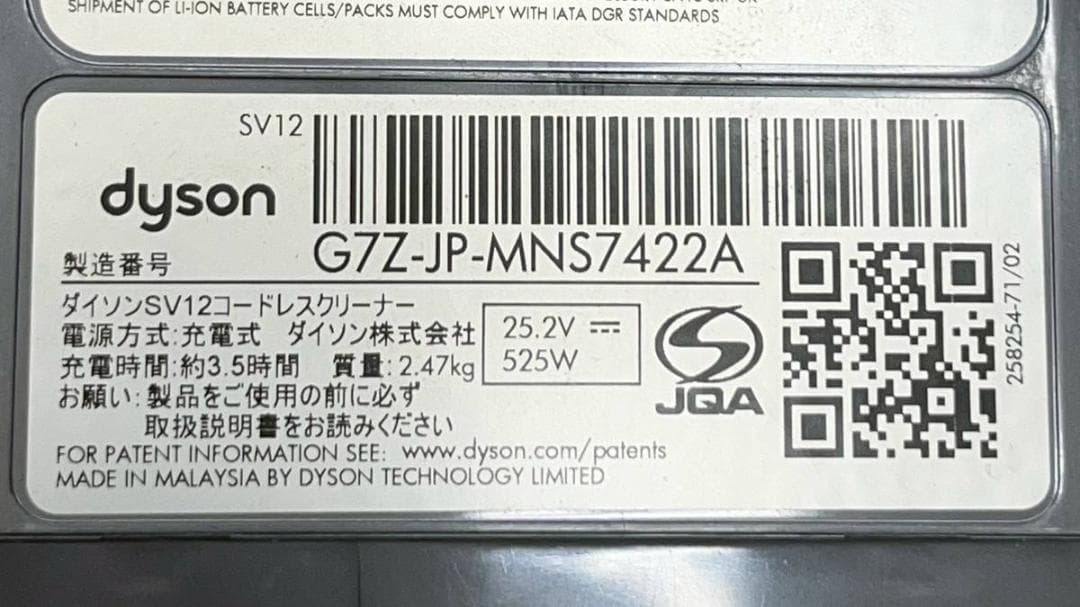 SHIPMENT OF LI-ION BATTERY CELLS/PACKS MUST COMPLY WITH IATA DGR STANDARDS
SV12
dyson
製造番号
G7Z-JP-MNS7422A
ダイソンSV12コードレスクリーナー
電源方式:充電式 ダイソン株式会社
充電時間:約3.5時間 質量:2.47kg
お願い:製品をご使用の前に必ず
取扱説明書をお読みください
25.2V ⎓
525W
JQA
258254-71/02
FOR PATENT INFORMATION SEE: www.dyson.com/patents
MADE IN MALAYSIA BY DYSON TECHNOLOGY LIMITED